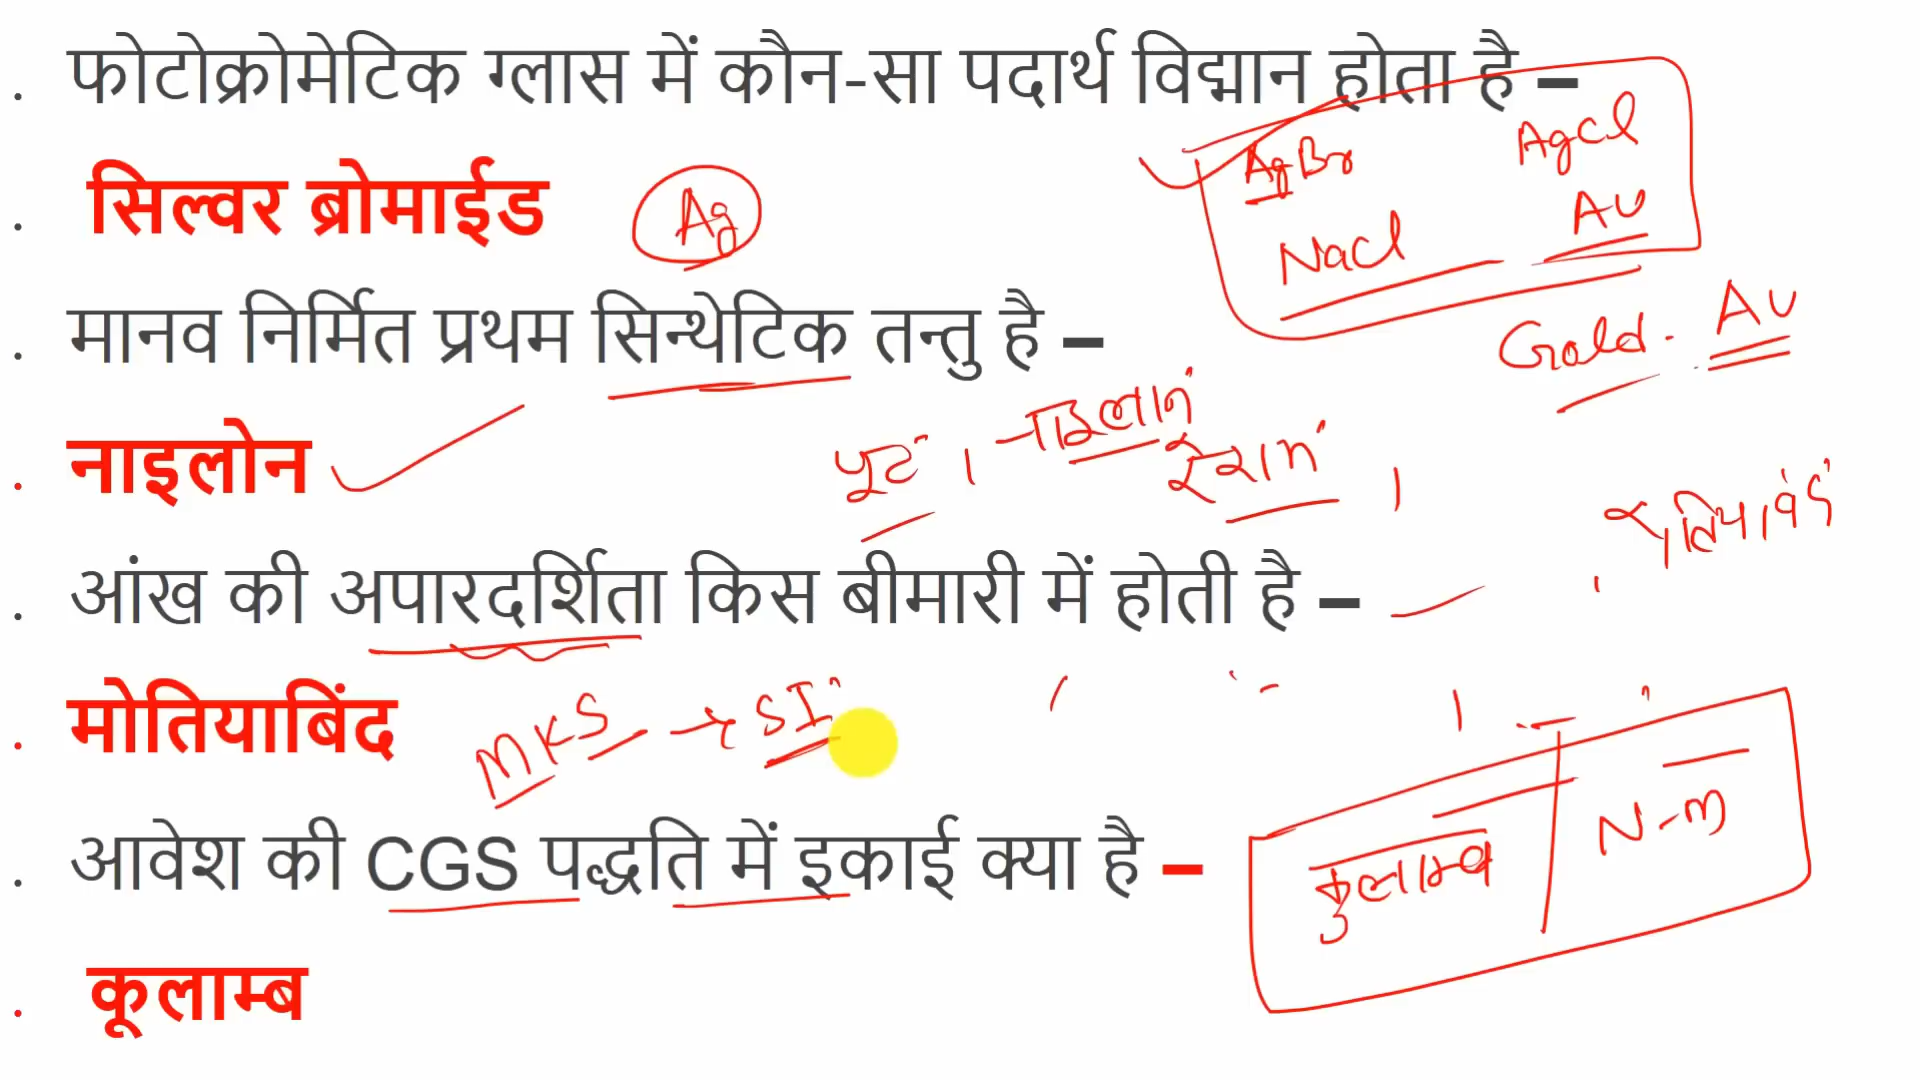 . फोटोक्रोमेटिक ग्लास में कौन-सा पदार्थ विद्मान होता है –
AgBr AgCl
. सिल्वर ब्रोमाईड Ag
NaCl Au
. मानव निर्मित प्रथम सिन्थेटिक तन्तु है –
Gold - Au
. नाइलोन
. आंख की अपारदर्शिता किस बीमारी में होती है –
. मोतियाबिंद
MKS → SI
. आवेश की CGS पद्धति में इकाई क्या है –
कुलाम्ब N-m
. कूलाम्ब